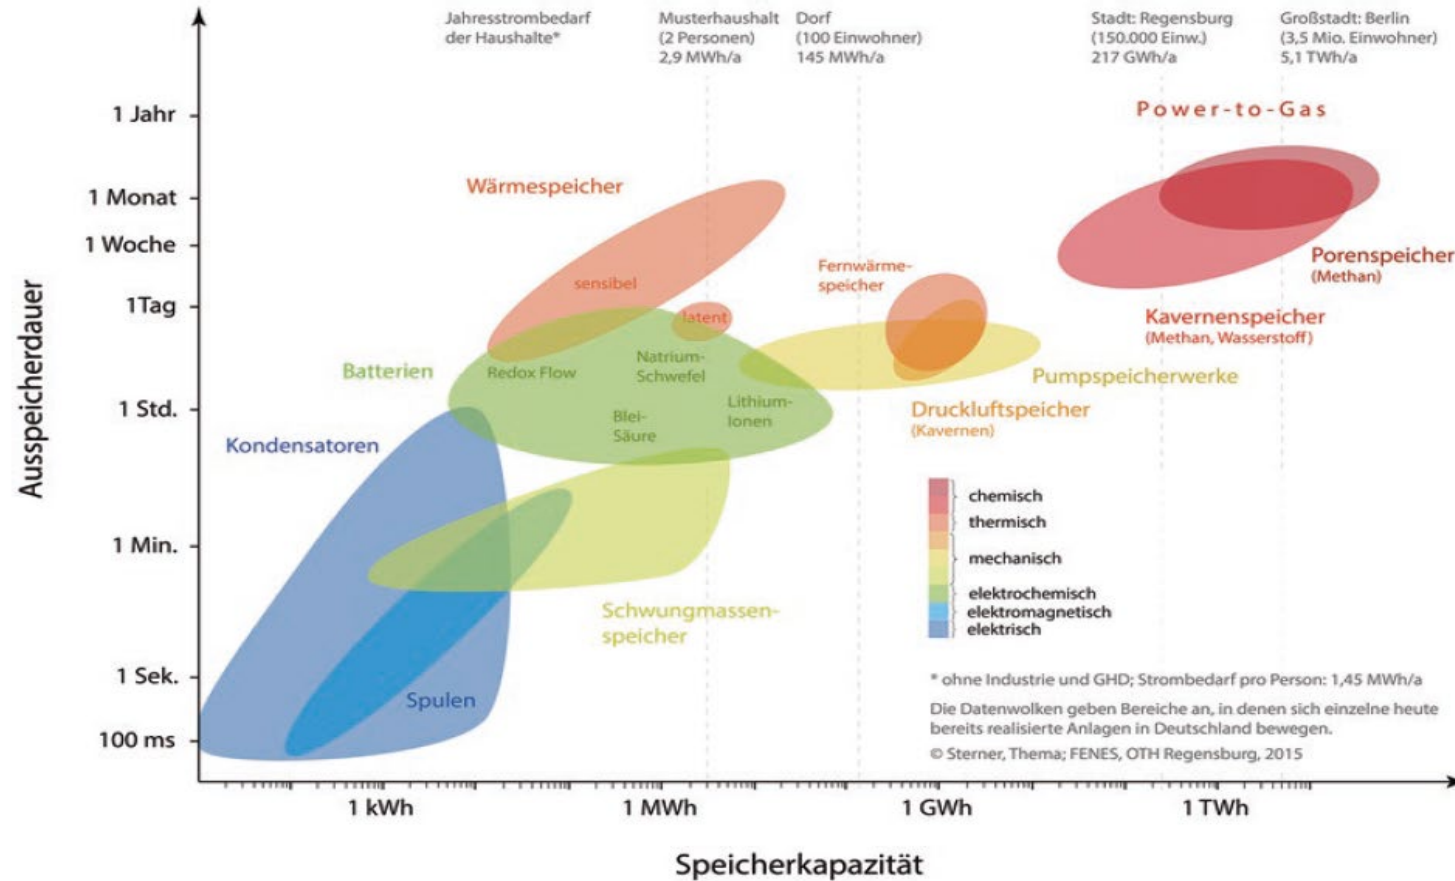 Jahresstrombedarf
der Haushalte*
Musterhaushalt
(2 Personen)
2,9 MWh/a
Dorf
(100 Einwohner)
145 MWh/a
Stadt: Regensburg
(150.000 Einw.)
217 GWh/a
Großstadt: Berlin
(3,5 Mio. Einwohner)
5,1 TWh/a
Ausspeicherdauer
1 Jahr
1 Monat
1 Woche
1Tag
1 Std.
1 Min.
1 Sek.
100 ms
Power-to-Gas
Wärmespeicher
sensibel
latent
Fernwärme-
speicher
Porenspeicher
(Methan)
Kavernenspeicher
(Methan, Wasserstoff)
Batterien
Redox Flow
Natrium-
Schwefel
Blei-
Säure
Lithium-
Ionen
Pumpspeicherwerke
Druckluftspeicher
(Kavernen)
Kondensatoren
Schwungmassen-
speicher
Spulen
chemisch
thermisch
mechanisch
elektrochemisch
elektromagnetisch
elektrisch
* ohne Industrie und GHD; Strombedarf pro Person: 1,45 MWh/a
Die Datenwolken geben Bereiche an, in denen sich einzelne heute
bereits realisierte Anlagen in Deutschland bewegen.
© Sterner, Thema; FENES, OTH Regensburg, 2015
1 kWh
1 MWh
1 GWh
1 TWh
Speicherkapazität